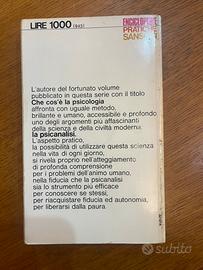 LIRE 1000 (943)
ENCICLOPEDIE
PRATICHE
SANSONI
L'autore del fortunato volume
pubblicato in questa serie con il titolo
Che cos'è la psicologia
affronta con uguale metodo,
brillante e umano, accessibile e profondo
uno degli argomenti più affascinanti
della scienza e della civiltà moderna:
la psicanalisi.
L'aspetto pratico,
la possibilità di utilizzare questa scienza
nella vita di ogni giorno,
si rivela proprio nell'atteggiamento
di profonda comprensione
per i problemi dell'animo umano,
nella fiducia che la psicanalisi
sia lo strumento più efficace
per conoscere se stessi,
per riacquistare fiducia ed autonomia,
per liberarsi dalla paura.
subito